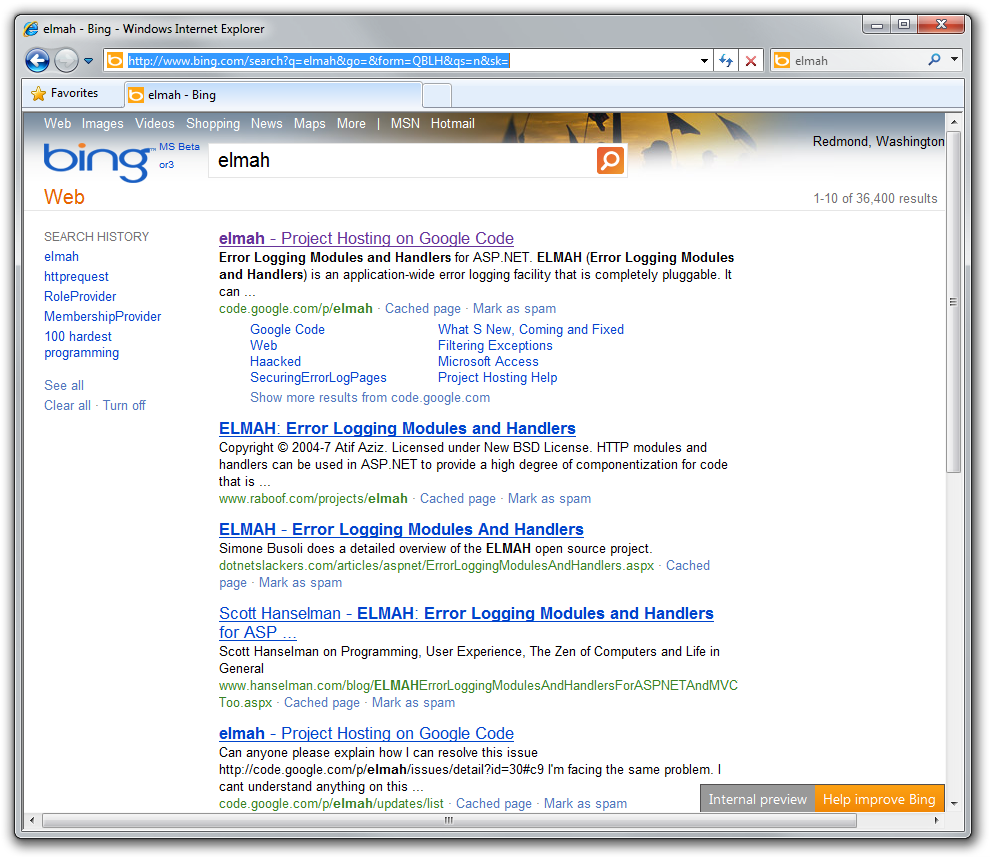 elmah - Bing - Windows Internet Explorer
http://www.bing.com/search?q=elmah&go=&form=QBLH&qs=n&sk=
elmah
Favorites
elmah - Bing
Web Images Videos Shopping News Maps More | MSN Hotmail
Redmond, Washington
bing™ MS Beta
or3
elmah
Web
1-10 of 36,400 results
SEARCH HISTORY
elmah
httprequest
RoleProvider
MembershipProvider
100 hardest
programming
See all
Clear all · Turn off
elmah - Project Hosting on Google Code
Error Logging Modules and Handlers for ASP.NET. ELMAH (Error Logging Modules
and Handlers) is an application-wide error logging facility that is completely pluggable. It
can ...
code.google.com/p/elmah · Cached page · Mark as spam
Google Code What S New, Coming and Fixed
Web Filtering Exceptions
Haacked Microsoft Access
SecuringErrorLogPages Project Hosting Help
Show more results from code.google.com
ELMAH: Error Logging Modules and Handlers
Copyright © 2004-7 Atif Aziz. Licensed under New BSD License. HTTP modules and
handlers can be used in ASP.NET to provide a high degree of componentization for code
that is ...
www.raboof.com/projects/elmah · Cached page · Mark as spam
ELMAH - Error Logging Modules And Handlers
Simone Busoli does a detailed overview of the ELMAH open source project.
dotnetslackers.com/articles/aspnet/ErrorLoggingModulesAndHandlers.aspx · Cached
page · Mark as spam
Scott Hanselman - ELMAH: Error Logging Modules and Handlers
for ASP ...
Scott Hanselman on Programming, User Experience, The Zen of Computers and Life in
General
www.hanselman.com/blog/ELMAHErrorLoggingModulesAndHandlersForASPNETAndMVC
Too.aspx · Cached page · Mark as spam
elmah - Project Hosting on Google Code
Can anyone please explain how I can resolve this issue
http://code.google.com/p/elmah/issues/detail?id=30#c9 I'm facing the same problem. I
cant understand anything on this ...
code.google.com/p/elmah/updates/list · Cached page · Mark as spam
Internal preview Help improve Bing